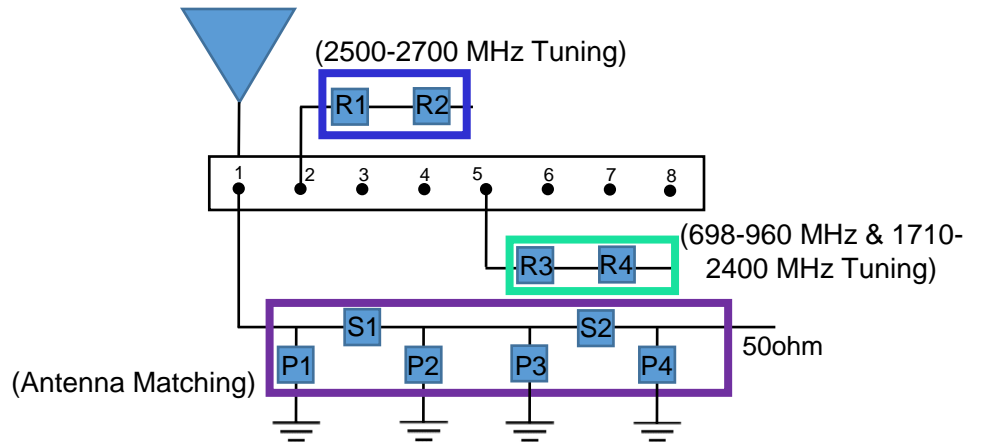 (2500-2700 MHz Tuning)
R1 R2
1 2 3 4 5 6 7 8
(698-960 MHz & 1710-
2400 MHz Tuning)
R3 R4
S1 S2
50ohm
P1 P2 P3 P4
(Antenna Matching)